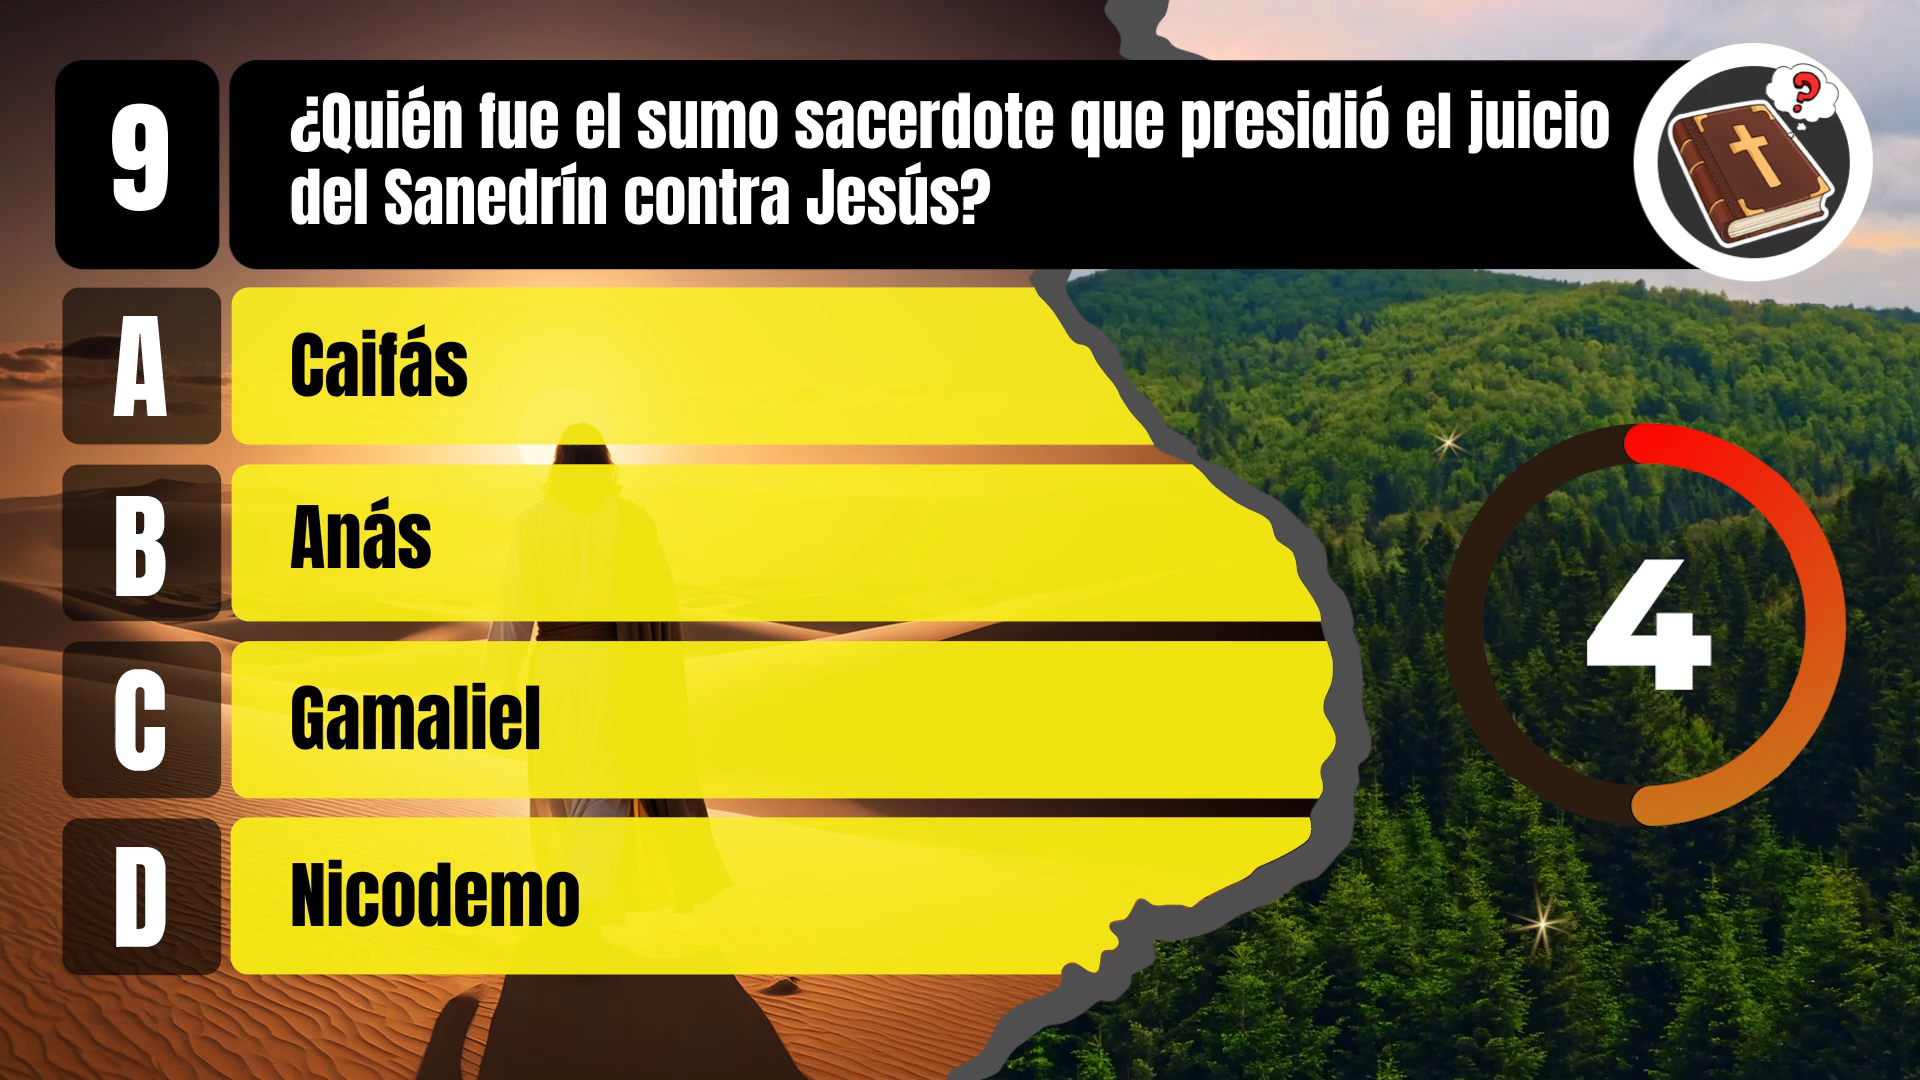 9
¿Quién fue el sumo sacerdote que presidió el juicio
del Sanedrín contra Jesús?
?
A
Caifás
B
Anás
C
Gamaliel
D
Nicodemo
4